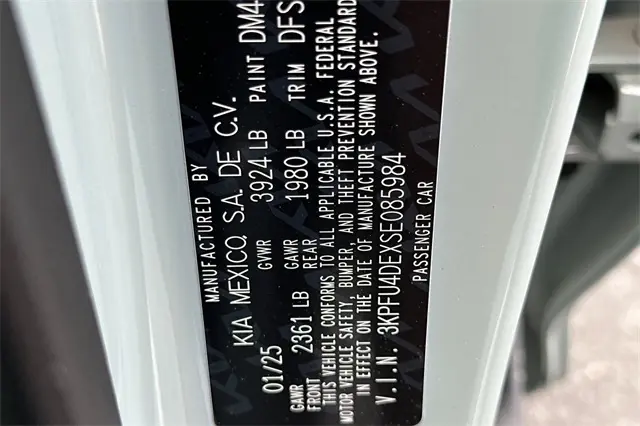 MANUFACTURED BY
KIA MEXICO, S.A. DE C.V.
01/25 GVWR 3924 LB PAINT DM4
GAWR FRONT 2361 LB GAWR REAR 1980 LB TRIM DFS
THIS VEHICLE CONFORMS TO ALL APPLICABLE U.S.A. FEDERAL
MOTOR VEHICLE SAFETY, BUMPER, AND THEFT PREVENTION STANDARD
IN EFFECT ON THE DATE OF MANUFACTURE SHOWN ABOVE.
V.I.N. 3KPFU4DEXSE085984
PASSENGER CAR